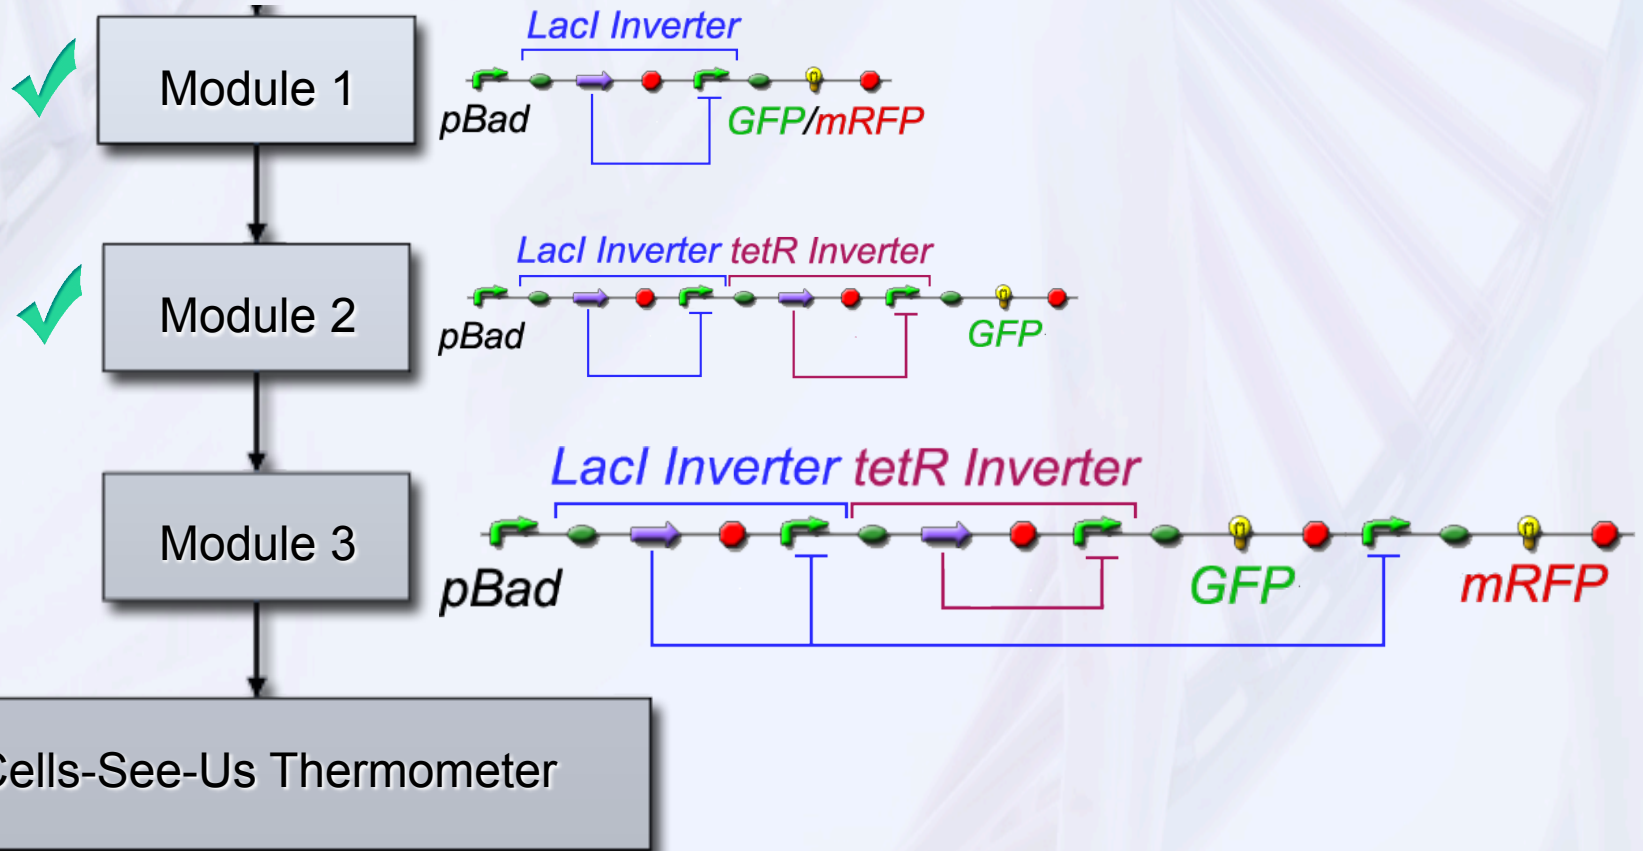 LacI Inverter
Module 1
pBad
GFP/mRFP
LacI Inverter tetR Inverter
Module 2
pBad
GFP
LacI Inverter tetR Inverter
Module 3
pBad
GFP
mRFP
Cells-See-Us Thermometer